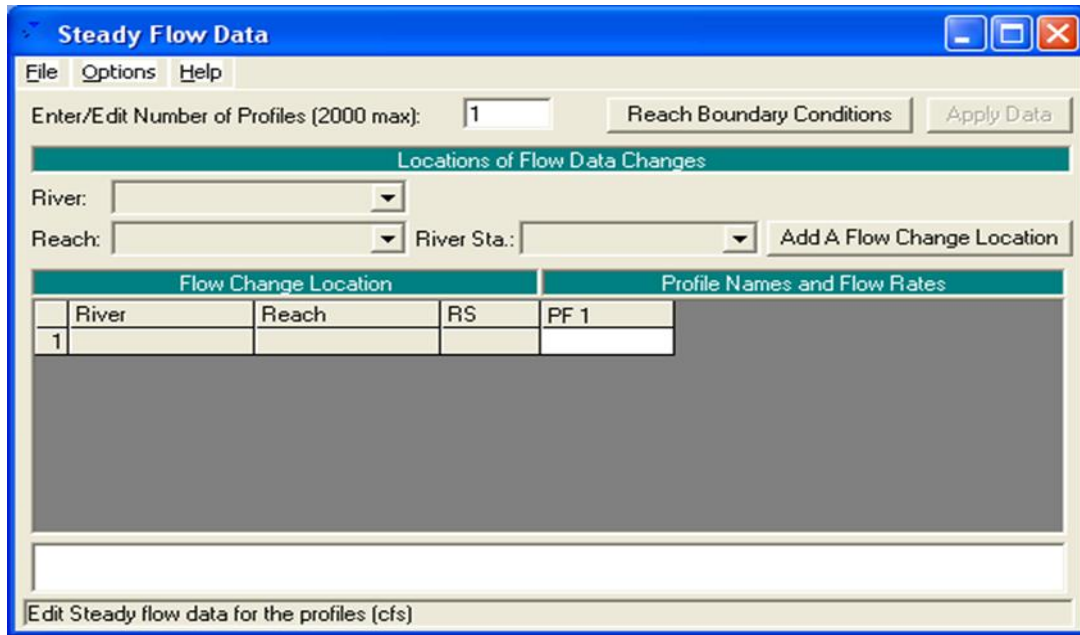 Steady Flow Data
File Options Help
Enter/Edit Number of Profiles (2000 max): 1 Reach Boundary Conditions Apply Data
Locations of Flow Data Changes
River:
Reach: River Sta.: Add A Flow Change Location
Flow Change Location Profile Names and Flow Rates
River Reach RS PF 1
1
Edit Steady flow data for the profiles (cfs)